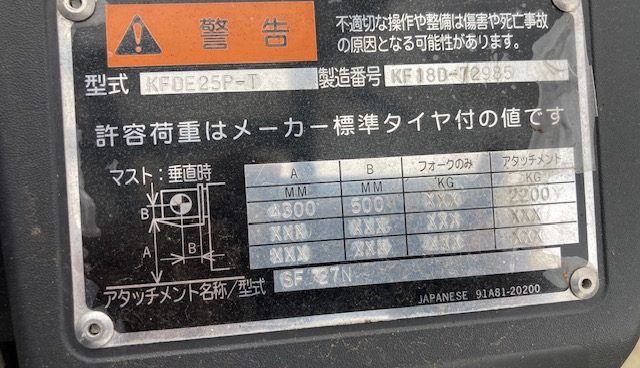 警告
不適切な操作や整備は傷害や死亡事故
の原因となる可能性があります。
型式 KFDE25P-T 製造番号 KF18D-72985
許容荷重はメーカー標準タイヤ付の値です
マスト:垂直時
A B フォークのみ アタッチメント
MM MM KG KG
4300 500 XXX 2200
XXX XXX XXX XXX
XXX XXX XXX XXX
B
A
B
アタッチメント名称/型式
JAPANESE 91A81-20200